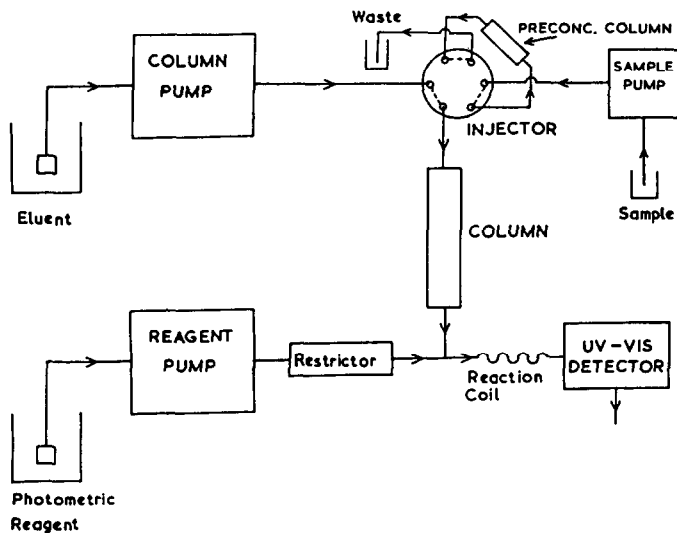 Waste
PRECONC. COLUMN
COLUMN
PUMP
SAMPLE
PUMP
INJECTOR
Eluent
Sample
COLUMN
REAGENT
PUMP
Restrictor
Reaction
Coil
UV-VIS
DETECTOR
Photometric
Reagent